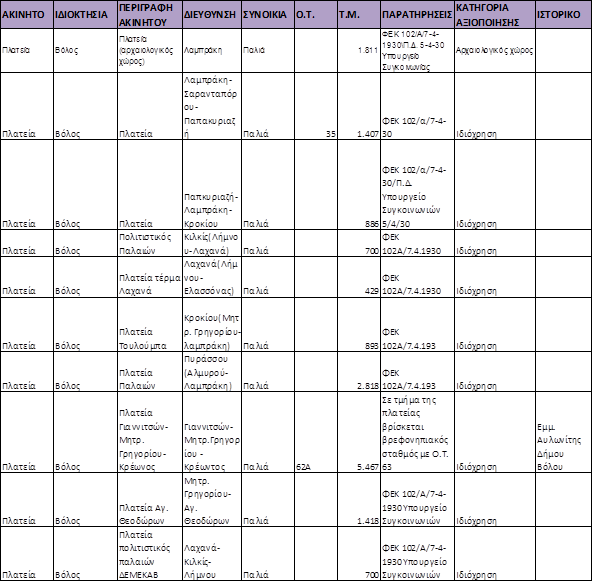 ΑΚΙΝΗΤΟ ΙΔΙΟΚΤΗΣΙΑ ΠΕΡΙΓΡΑΦΗ ΑΚΙΝΗΤΟΥ ΔΙΕΥΘΥΝΣΗ ΣΥΝΟΙΚΙΑ Ο.Τ. Τ.Μ. ΠΑΡΑΤΗΡΗΣΕΙΣ ΚΑΤΗΓΟΡΙΑ ΑΞΙΟΠΟΙΗΣΗΣ ΙΣΤΟΡΙΚΟ
Πλατεία Βόλος Πλατεία (αρχαιολογικός χώρος) Λαμπράκη Παλιά 1.811 ΦΕΚ 102/Α/7-4-1930/Π.Δ. 5-4-30 Υπουργείο Συγκοινωνίας Αρχαιολογικός χώρος
Πλατεία Βόλος Πλατεία Λαμπράκη-Σαρανταπόρου-Παπακυριαζή Παλιά 35 1.407 ΦΕΚ 102/α/7-4-30 Ιδιόχρηση
Πλατεία Βόλος Πλατεία Παπκυριαζή-Λαμπράκη-Κροκίου Παλιά 886 ΦΕΚ 102/α/7-4-30/Π.Δ. Υπουργείο Συγκοινωνιών 5/4/30 Ιδιόχρηση
Πλατεία Βόλος Πολιτιστικός Παλαιών Κιλκίς(Λήμνου-Λαχανά) Παλιά 700 ΦΕΚ 102Α/7.4.1930 Ιδιόχρηση
Πλατεία Βόλος Πλατεία τέρμα Λαχανά Λαχανά(Λήμνου-Ελασσόνας) Παλιά 429 ΦΕΚ 102Α/7.4.1930 Ιδιόχρηση
Πλατεία Βόλος Πλατεία Τουλούμπα Κροκίου(Μητρ. Γρηγορίου-λαμπράκη) Παλιά 893 ΦΕΚ 102Α/7.4.193 Ιδιόχρηση
Πλατεία Βόλος Πλατεία Παλαιών Πυράσσου (Αλμυρού-Λαμπράκη) Παλιά 2.818 ΦΕΚ 102Α/7.4.193 Ιδιόχρηση
Πλατεία Βόλος Πλατεία Γιαννιτσών-Μητρ. Γρηγορίου-Κρέωνος Γιαννιτσών-Μητρ.Γρηγορίου - Κρέωντος Παλιά 62Α 5.467 Σε τμήμα της πλατείας βρίσκεται βρεφονηπιακός σταθμός με Ο.Τ. 63 Ιδιόχρηση Εμμ. Αυλωνίτης Δήμου Βόλου
Πλατεία Βόλος Πλατεία Αγ. Θεοδώρων Μητρ. Γρηγορίου-Αγ. Θεοδώρων Παλιά 1.418 ΦΕΚ 102/Α/7-4-1930Υπουργείο Συγκοινωνιών Ιδιόχρηση
Πλατεία Βόλος Πλατεία πολιτιστικός παλαιών ΔΕΜΕΚΑΒ Λαχανά-Κιλκίς-Λήμνου Παλιά 700 ΦΕΚ 102/Α/7-4-1930Υπουργείο Συγκοινωνιών Ιδιόχρηση